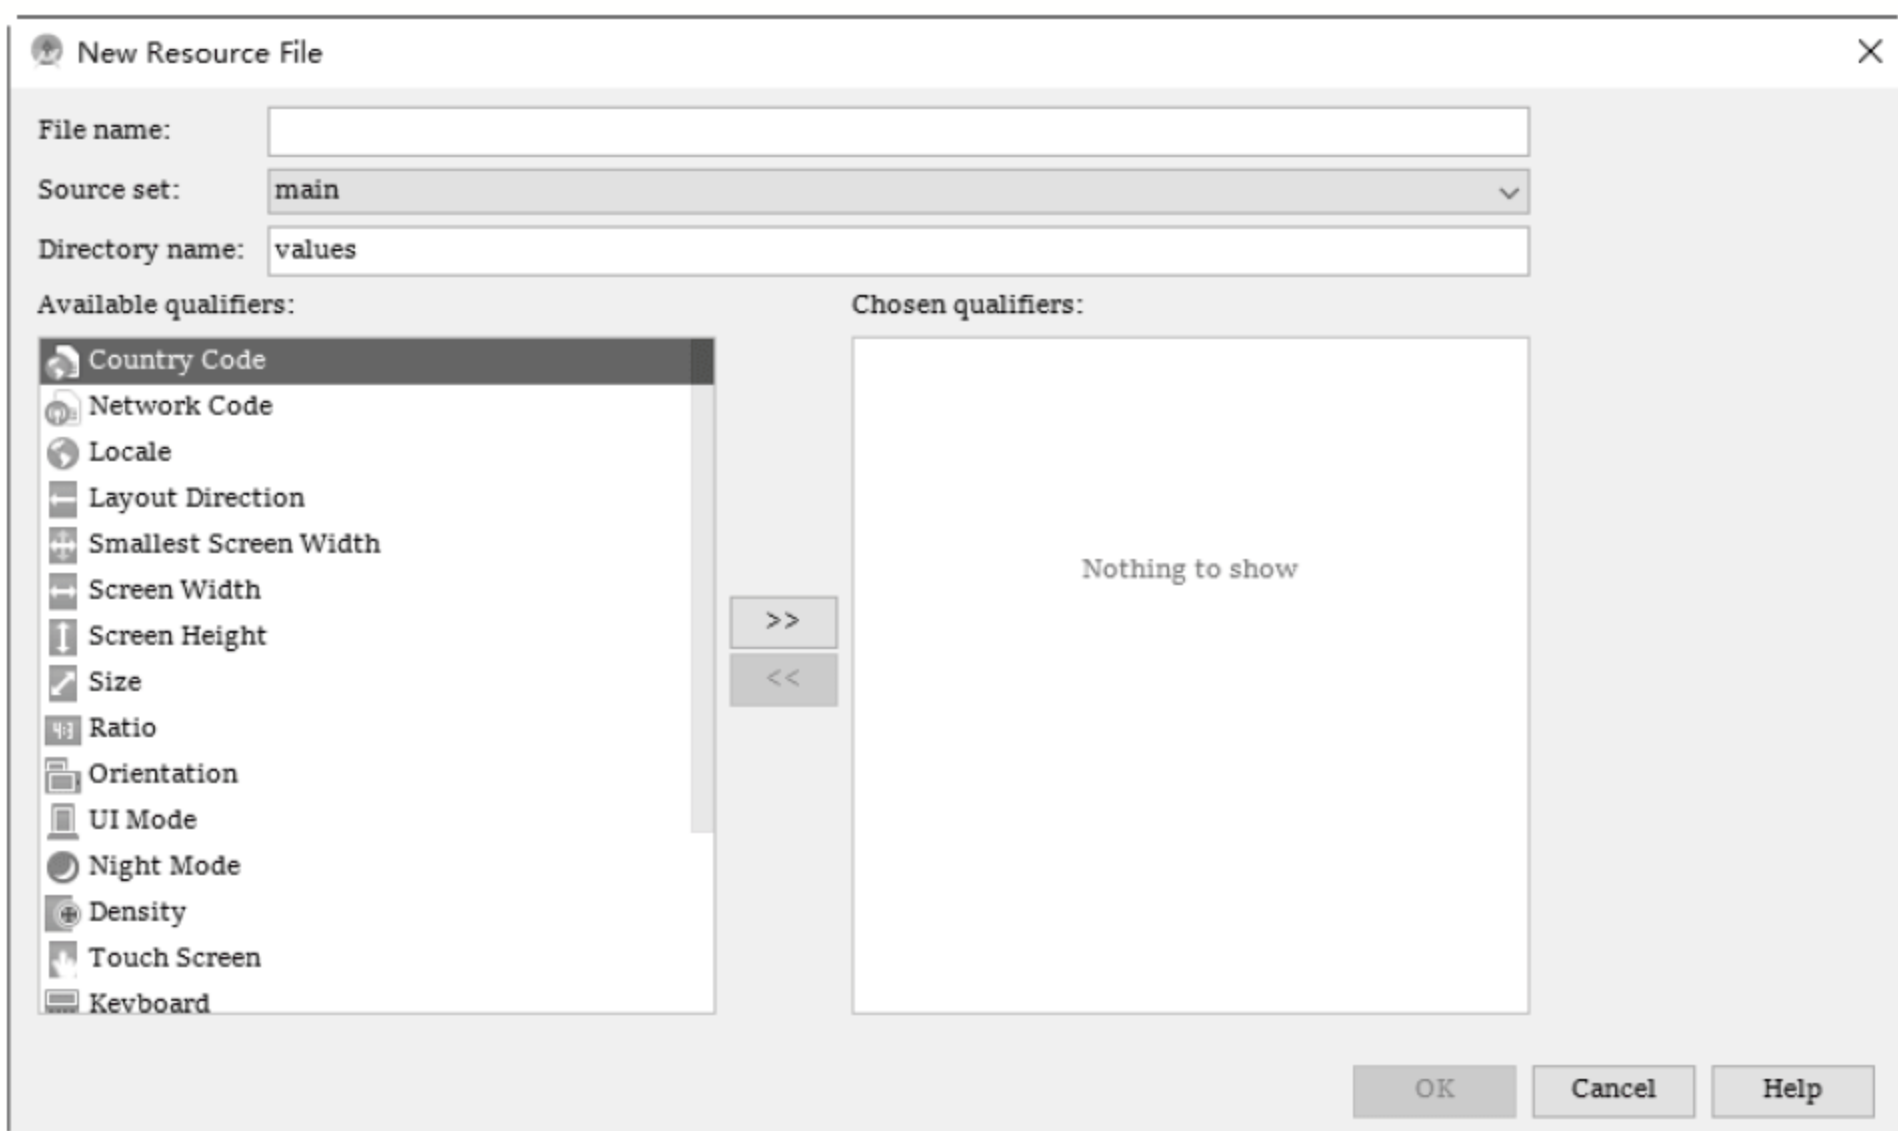 New Resource File
File name:
Source set: main
Directory name: values
Available qualifiers:
Chosen qualifiers:
Country Code
Network Code
Locale
Layout Direction
Smallest Screen Width
Screen Width
Screen Height
Size
Ratio
Orientation
UI Mode
Night Mode
Density
Touch Screen
Keyboard
>>
<<
Nothing to show
OK
Cancel
Help